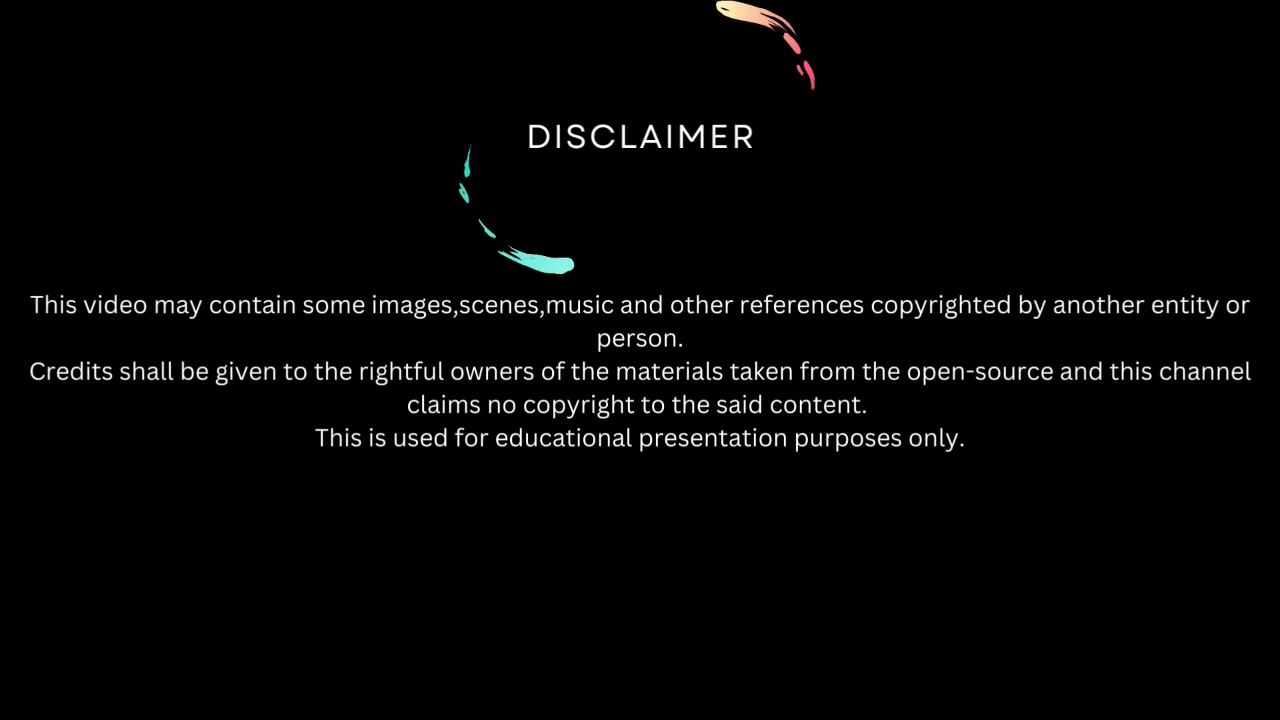 DISCLAIMER
This video may contain some images,scenes,music and other references copyrighted by another entity or
person.
Credits shall be given to the rightful owners of the materials taken from the open-source and this channel
claims no copyright to the said content.
This is used for educational presentation purposes only.